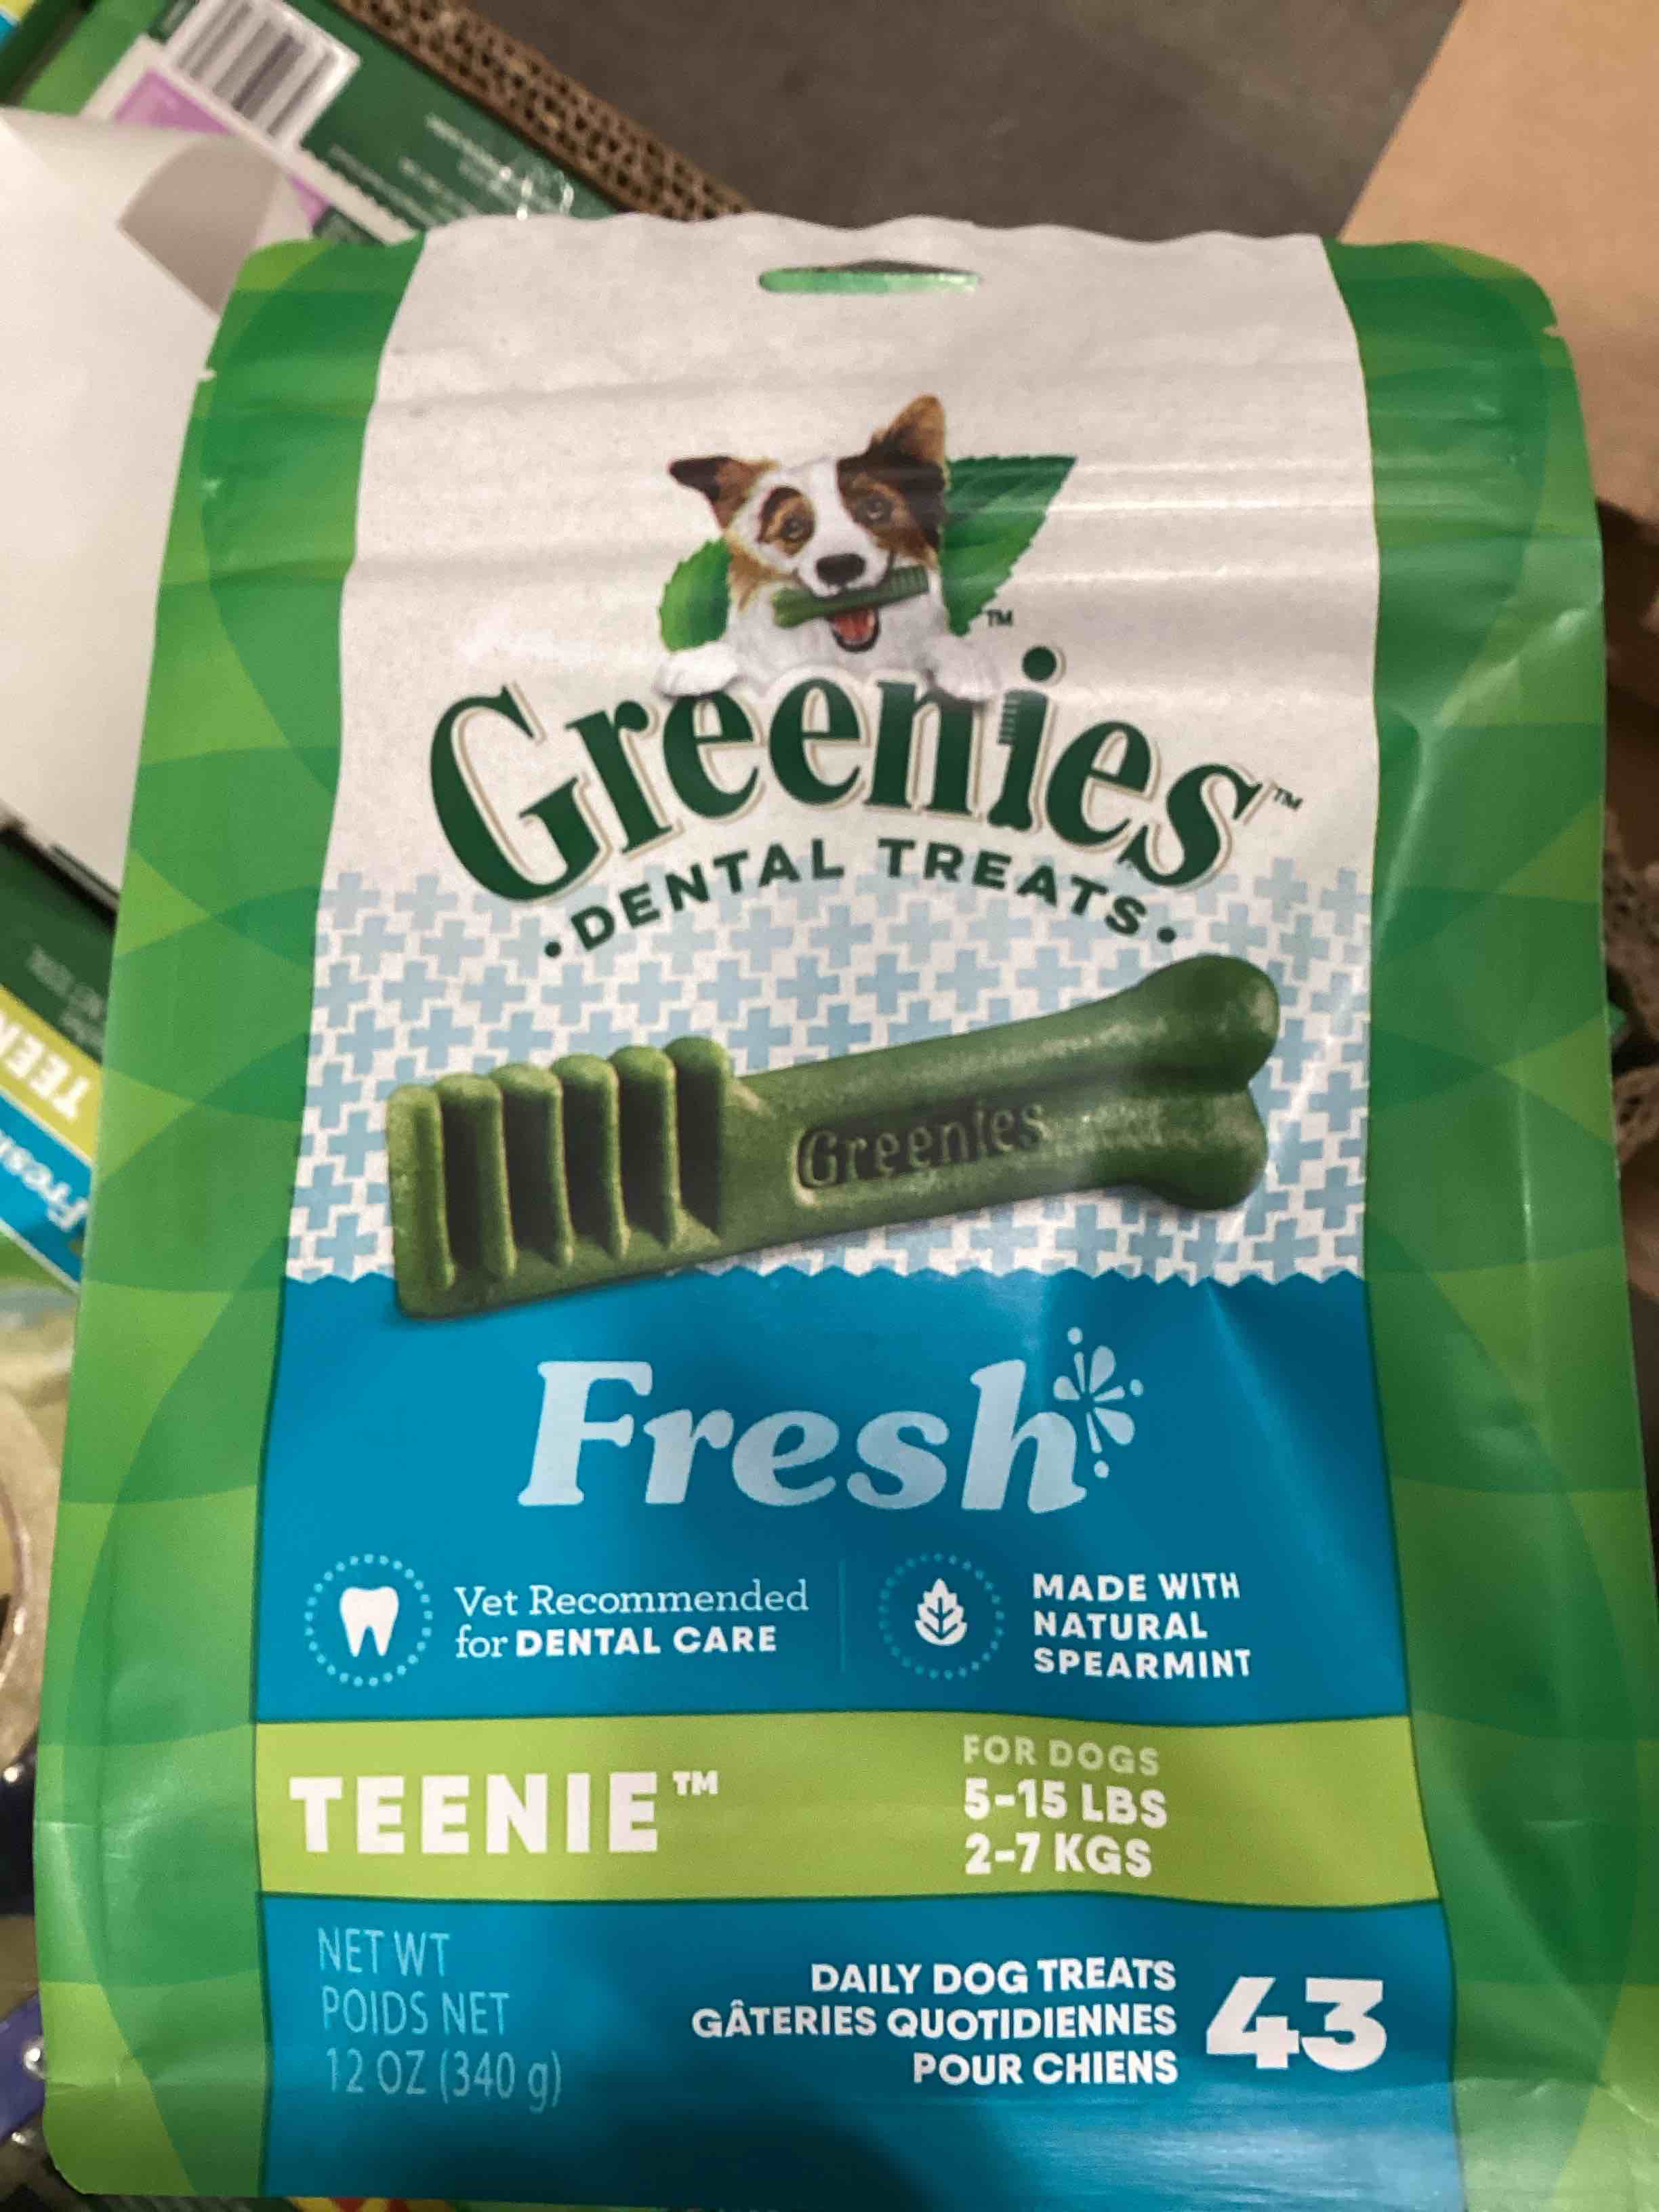 Greenies™
• DENTAL TREATS •
Greenies
Fresh
Vet Recommended
for DENTAL CARE
MADE WITH
NATURAL
SPEARMINT
TEENIE™
FOR DOGS
5-15 LBS
2-7 KGS
NET WT
POIDS NET
12 OZ (340 g)
DAILY DOG TREATS
GÂTERIES QUOTIDIENNES
POUR CHIENS
43
TEEN
Fresh